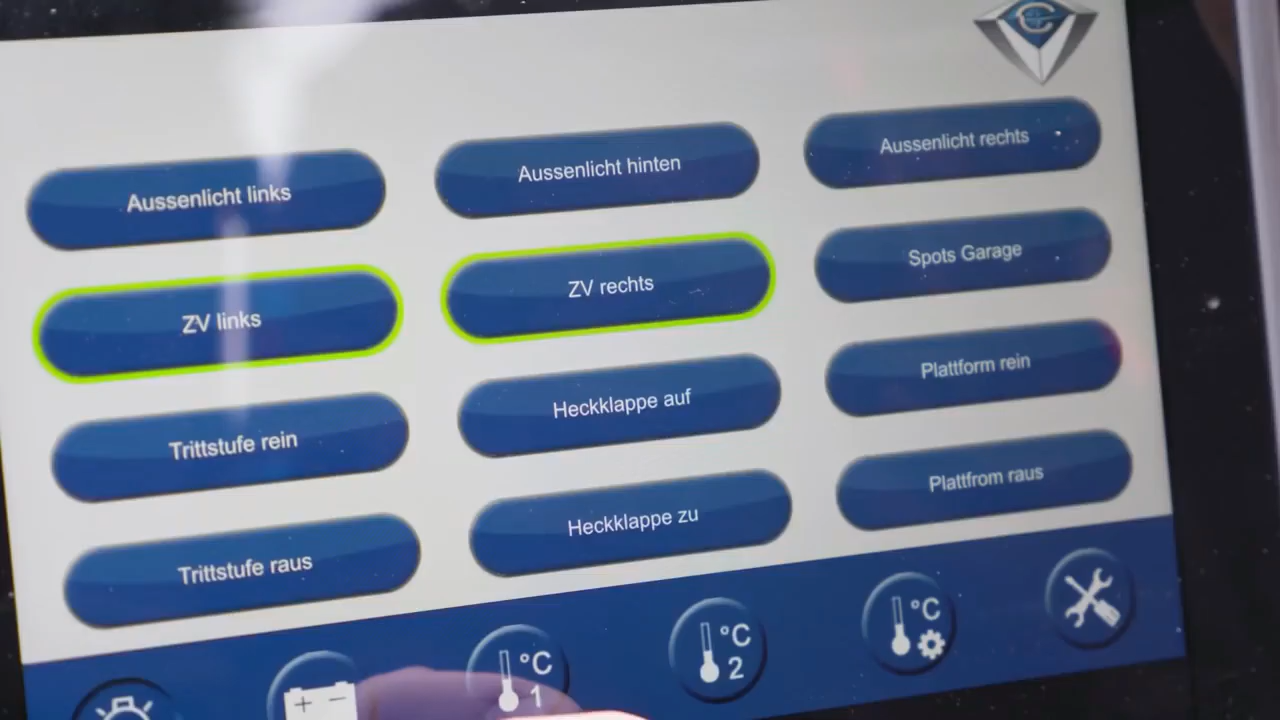 Aussenlicht links
Aussenlicht hinten
Aussenlicht rechts
ZV links
ZV rechts
Spots Garage
Trittstufe rein
Heckklappe auf
Plattform rein
Trittstufe raus
Heckklappe zu
Plattfrom raus
°C 1
°C 2
°C